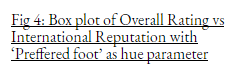 Fig 4: Box plot of Overall Rating vs
International Reputation with
‘Preffered foot’ as hue parameter